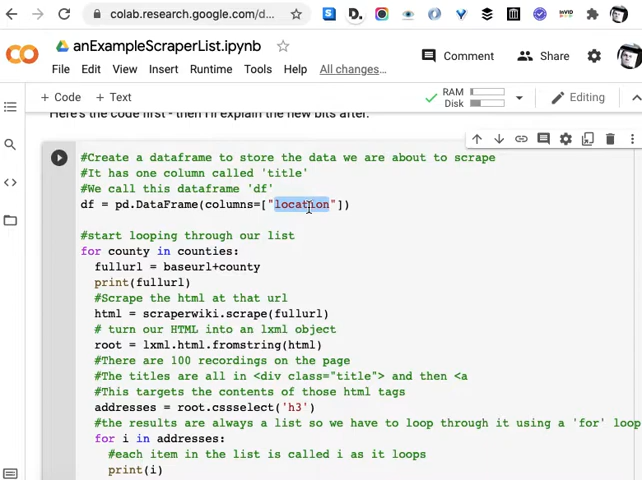 colab.research.google.com/d...
anExampleScraperList.ipynb
Comment
Share
File Edit View Insert Runtime Tools Help All changes...
+ Code + Text
RAM
Disk
Editing
Here's the code first - then I'll explain the new bits after.
#Create a dataframe to store the data we are about to scrape
#It has one column called 'title'
#We call this dataframe 'df'
df = pd.DataFrame(columns=["location"])
#start looping through our list
for county in counties:
fullurl = baseurl+county
print(fullurl)
#Scrape the html at that url
html = scraperwiki.scrape(fullurl)
# turn our HTML into an lxml object
root = lxml.html.fromstring(html)
#There are 100 recordings on the page
#The titles are all in <div class="title"> and then <a
#This targets the contents of those html tags
addresses = root.cssselect('h3')
#the results are always a list so we have to loop through it using a 'for' loop
for i in addresses:
#each item in the list is called i as it loops
print(i)